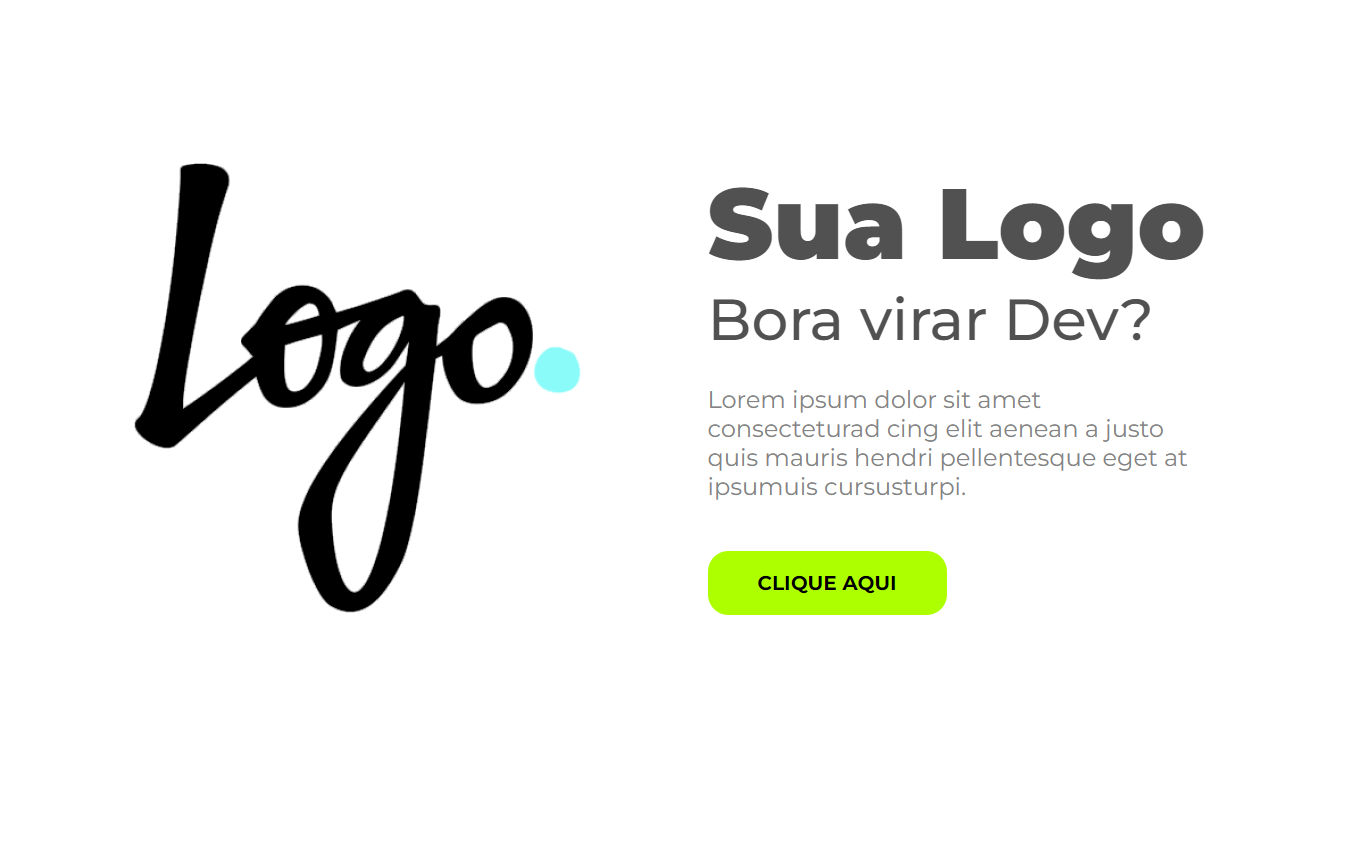 Logo.
Sua Logo
Bora virar Dev?
Lorem ipsum dolor sit amet
consecteturad cing elit aenean a justo
quis mauris hendri pellentesque eget at
ipsumuis cursusturpi.
CLIQUE AQUI